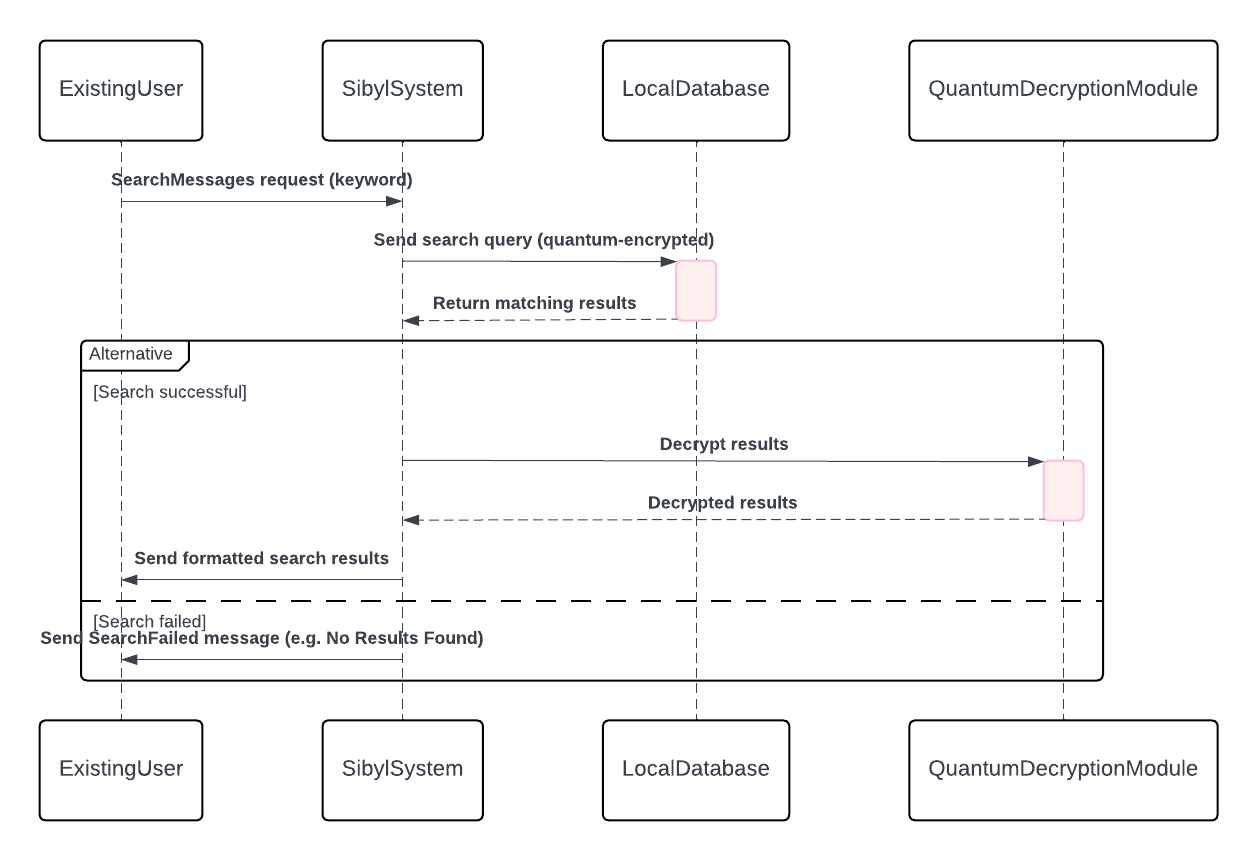 ExistingUser
SibylSystem
LocalDatabase
QuantumDecryptionModule
SearchMessages request (keyword)
Send search query (quantum-encrypted)
Return matching results
Alternative
[Search successful]
Decrypt results
Decrypted results
Send formatted search results
[Search failed]
Send SearchFailed message (e.g. No Results Found)
ExistingUser
SibylSystem
LocalDatabase
QuantumDecryptionModule